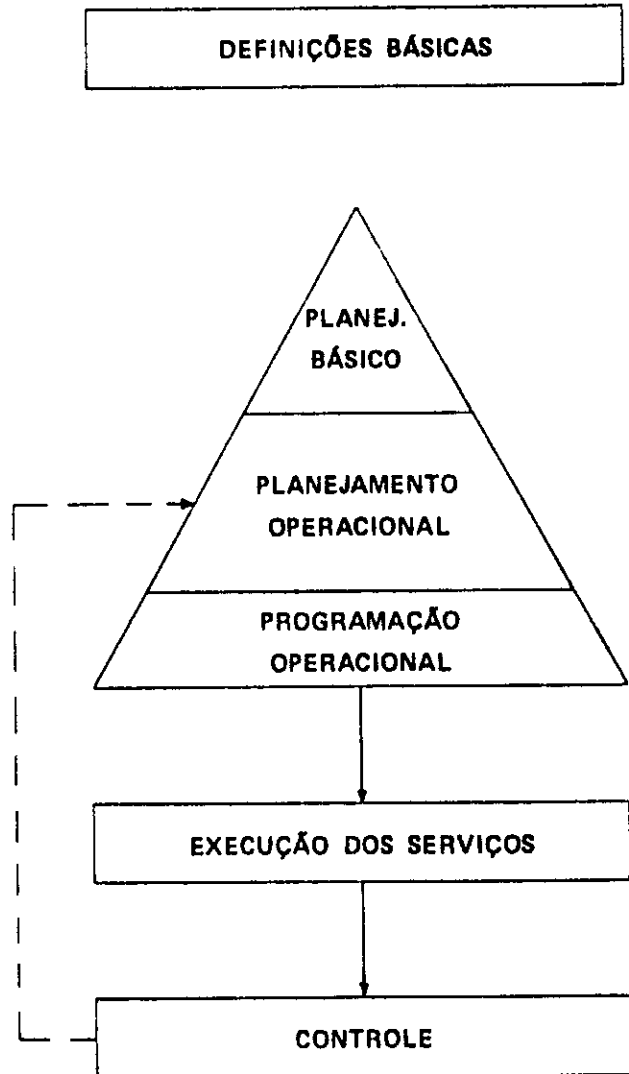 DEFINIÇÕES BÁSICAS
PLANEJ.
BÁSICO
PLANEJAMENTO
OPERACIONAL
PROGRAMAÇÃO
OPERACIONAL
EXECUÇÃO DOS SERVIÇOS
CONTROLE